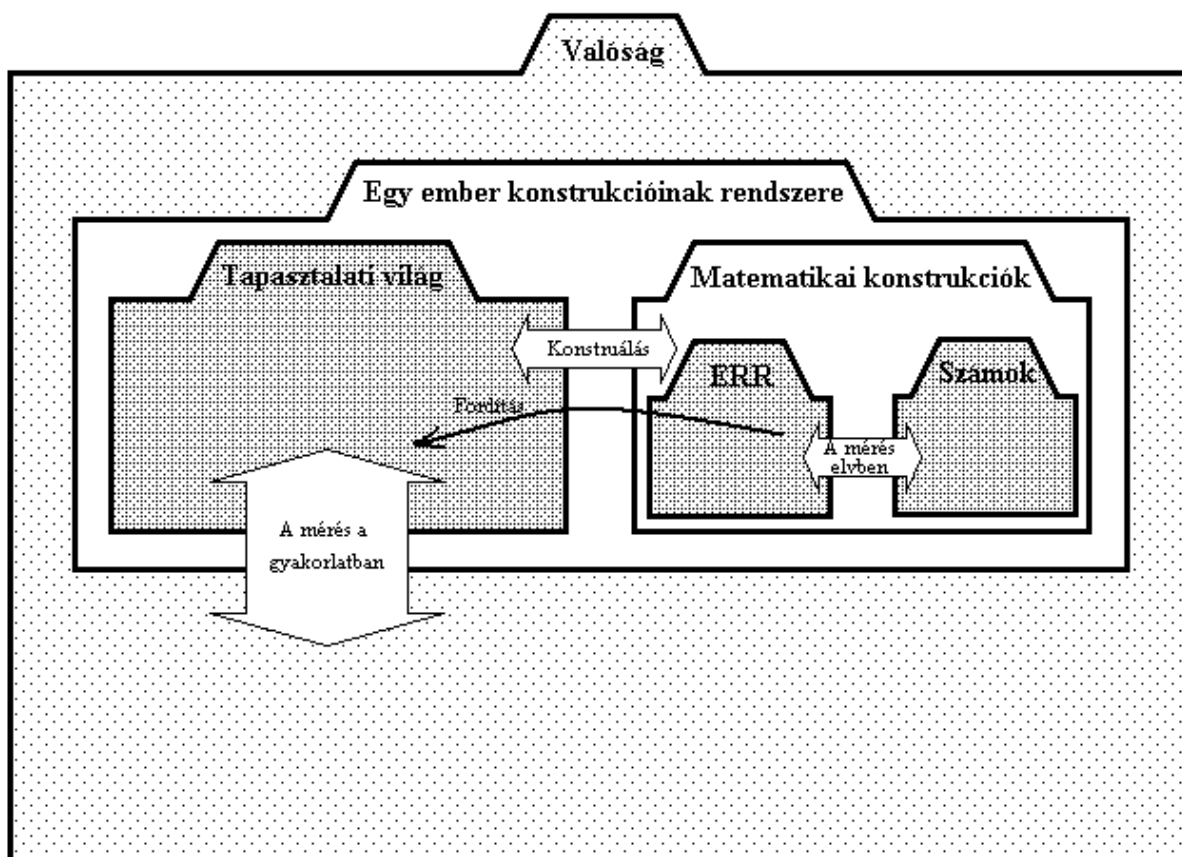 Valóság
Egy ember konstrukcióinak rendszere
Tapasztalati világ
Matematikai konstrukciók
Konstruálás
ERR
Számok
Fordítás
A mérés
elvben
A mérés a
gyakorlatban